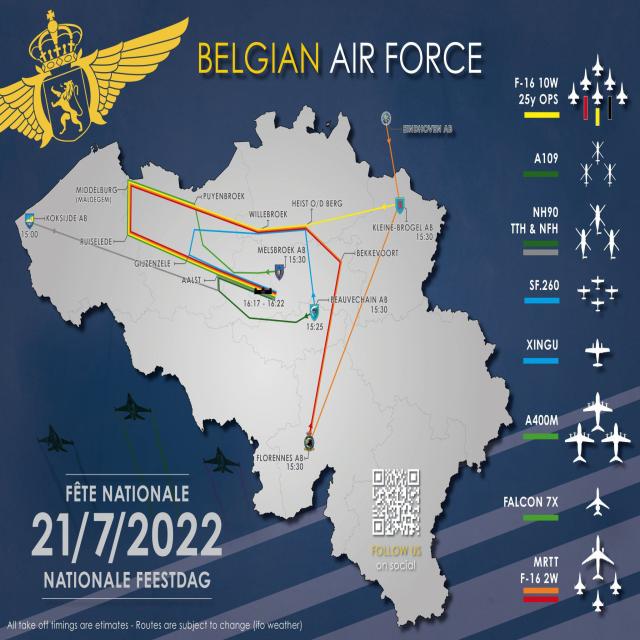 BELGIAN AIR FORCE
EINDHOVEN AB
MIDDELBURG
(MALDEGEM)
PUYENBROEK
HEIST O/D BERG
WILLEBROEK
KOKSIJDE AB
15:00
KLEINE-BROGEL AB
15:30
RUISELEDE
MELSBROEK AB
15:30
BEKKEVOORT
GIJZENZELE
AALST
16:17 - 16:22
BEAUVECHAIN AB
15:30
15:25
FLORENNES AB
15:30
F-16 10W
25y OPS
A109
NH90
TTH & NFH
SF.260
XINGU
A400M
FALCON 7X
MRTT
F-16 2W
FÊTE NATIONALE
21/7/2022
NATIONALE FEESTDAG
FOLLOW US
on social
All take off timings are etimates - Routes are subject to change (ifo weather)